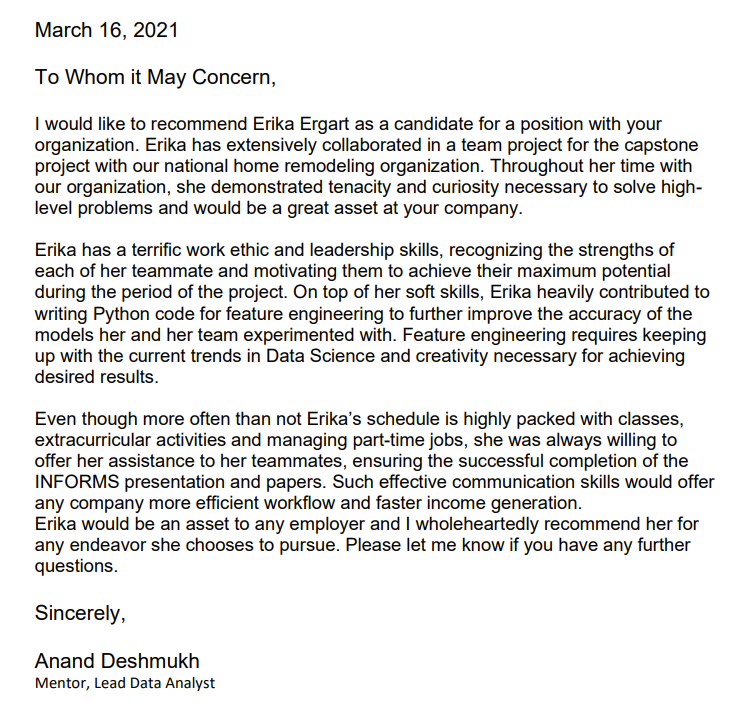 March 16, 2021
To Whom it May Concern,
I would like to recommend Erika Ergart as a candidate for a position with your
organization. Erika has extensively collaborated in a team project for the capstone
project with our national home remodeling organization. Throughout her time with
our organization, she demonstrated tenacity and curiosity necessary to solve high-
level problems and would be a great asset at your company.
Erika has a terrific work ethic and leadership skills, recognizing the strengths of
each of her teammate and motivating them to achieve their maximum potential
during the period of the project. On top of her soft skills, Erika heavily contributed to
writing Python code for feature engineering to further improve the accuracy of the
models her and her team experimented with. Feature engineering requires keeping
up with the current trends in Data Science and creativity necessary for achieving
desired results.
Even though more often than not Erika’s schedule is highly packed with classes,
extracurricular activities and managing part-time jobs, she was always willing to
offer her assistance to her teammates, ensuring the successful completion of the
INFORMS presentation and papers. Such effective communication skills would offer
any company more efficient workflow and faster income generation.
Erika would be an asset to any employer and I wholeheartedly recommend her for
any endeavor she chooses to pursue. Please let me know if you have any further
questions.
Sincerely,
Anand Deshmukh
Mentor, Lead Data Analyst